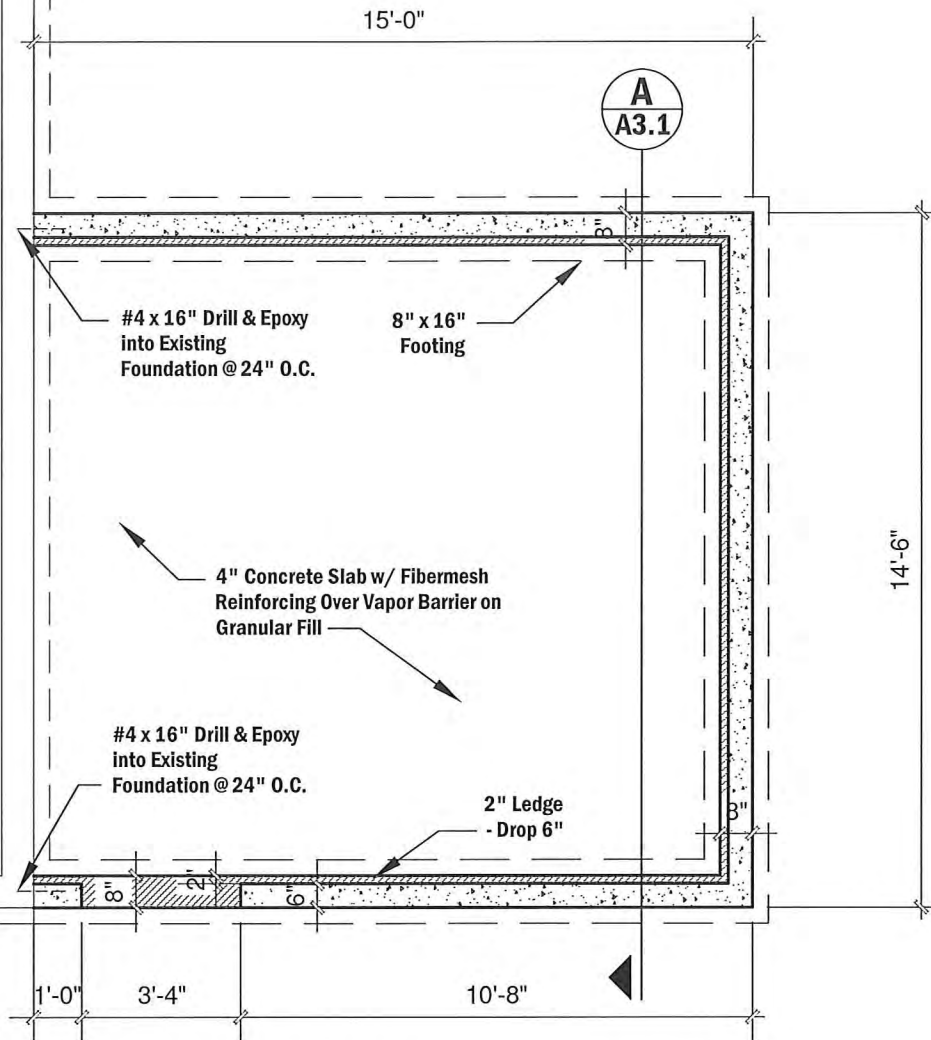 15'-0"
A
A3.1
8"
#4 x 16" Drill & Epoxy
into Existing
Foundation @ 24" O.C.
8" x 16"
Footing
14'-6"
4" Concrete Slab w/ Fibermesh
Reinforcing Over Vapor Barrier on
Granular Fill
#4 x 16" Drill & Epoxy
into Existing
Foundation @ 24" O.C.
2" Ledge
- Drop 6"
8"
8"
2"
6"
1'-0"
3'-4"
10'-8"